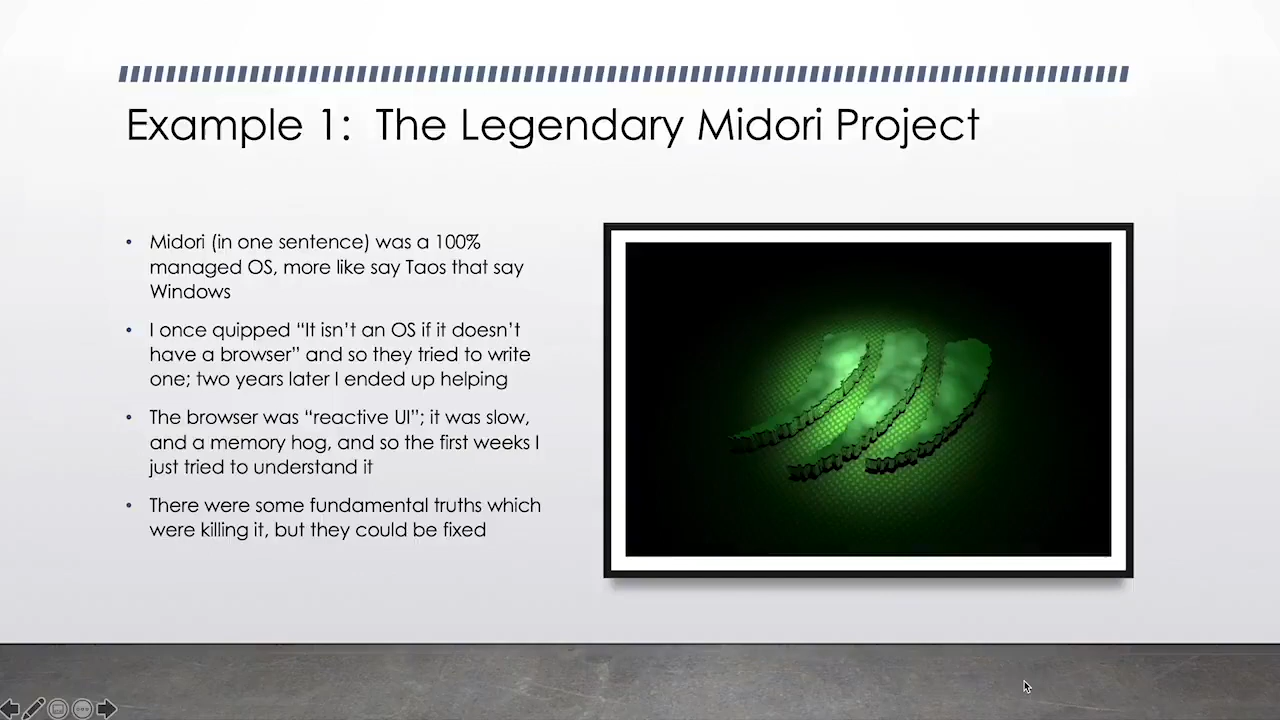 Example 1:  The Legendary Midori Project
• Midori (in one sentence) was a 100%
managed OS, more like say Taos that say
Windows
• I once quipped “It isn’t an OS if it doesn’t
have a browser” and so they tried to write
one; two years later I ended up helping
• The browser was “reactive UI”; it was slow,
and a memory hog, and so the first weeks I
just tried to understand it
• There were some fundamental truths which
were killing it, but they could be fixed